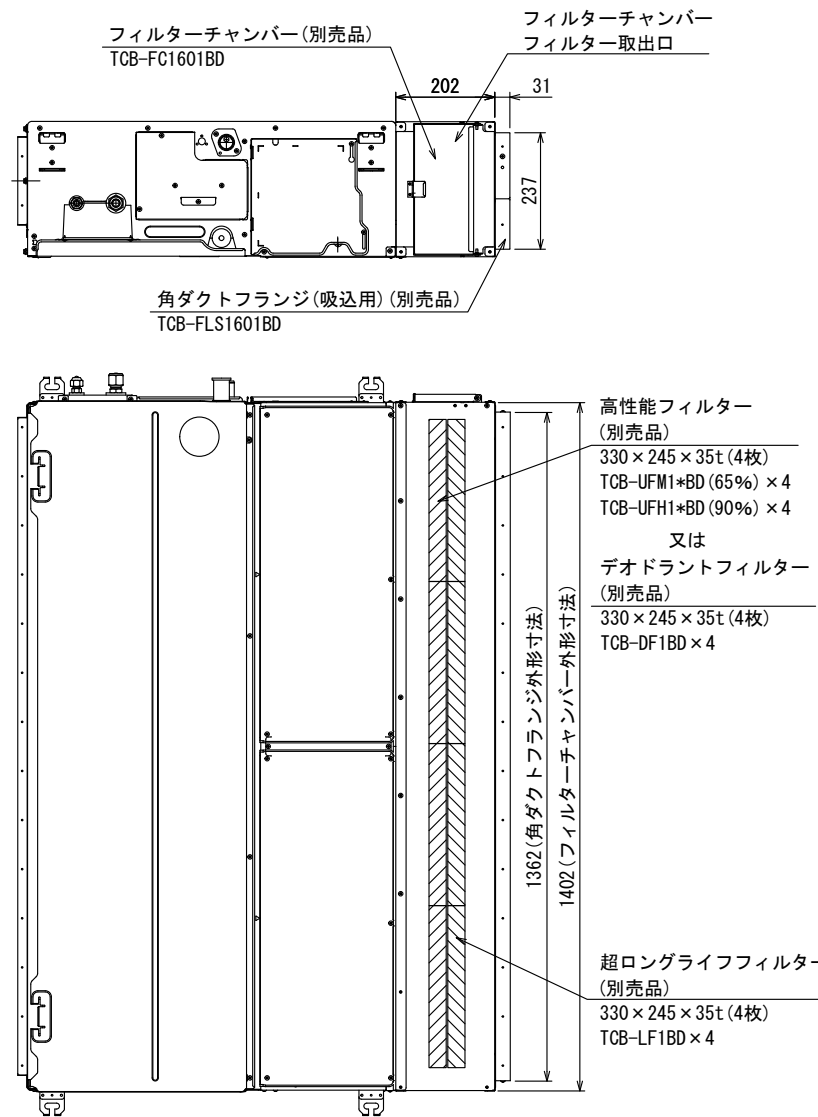 フィルターチャンバー(別売品)
TCB-FC1601BD
フィルターチャンバー
フィルター取出口
202
31
237
角ダクトフランジ(吸込用)(別売品)
TCB-FLS1601BD
高性能フィルター
(別売品)
330×245×35t(4枚)
TCB-UFM1*BD(65%)×4
TCB-UFH1*BD(90%)×4
又は
デオドラントフィルター
(別売品)
330×245×35t(4枚)
TCB-DF1BD×4
1362(角ダクトフランジ外形寸法)
1402(フィルターチャンバー外形寸法)
超ロングライフフィルター
(別売品)
330×245×35t(4枚)
TCB-LF1BD×4